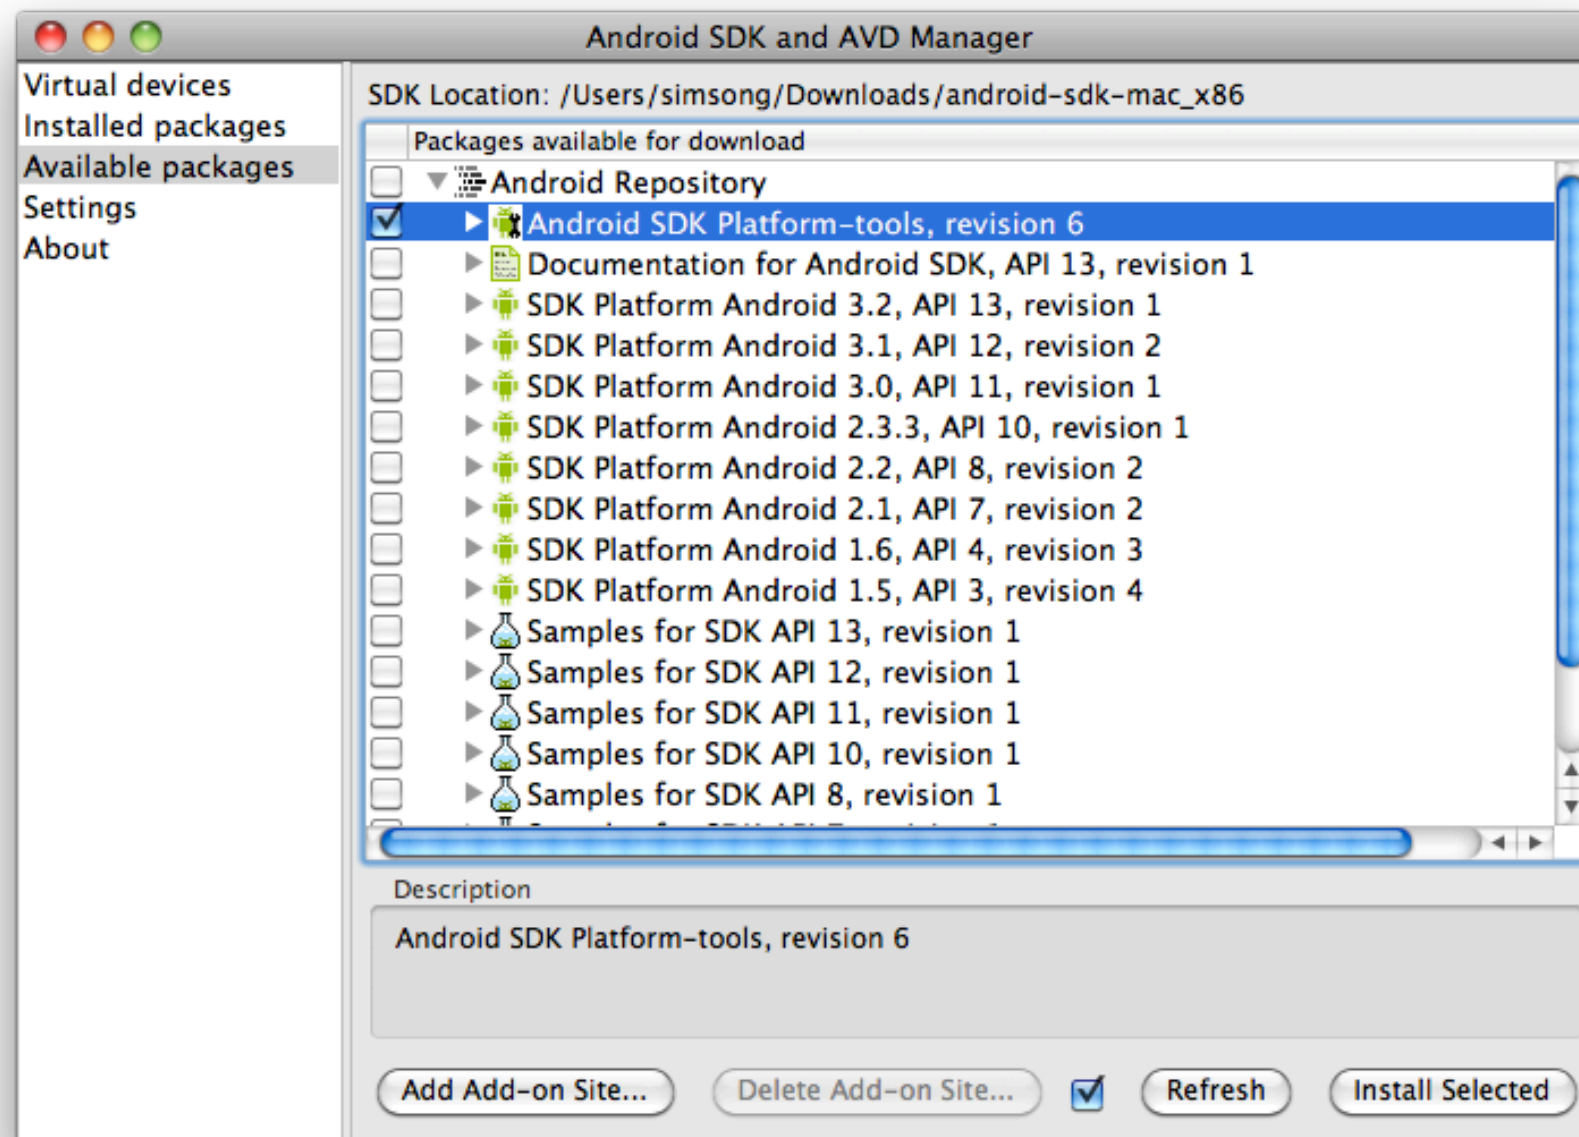 Android SDK and AVD Manager
Virtual devices
Installed packages
Available packages
Settings
About
SDK Location: /Users/simsong/Downloads/android-sdk-mac_x86
Packages available for download
Android Repository
Android SDK Platform-tools, revision 6
Documentation for Android SDK, API 13, revision 1
SDK Platform Android 3.2, API 13, revision 1
SDK Platform Android 3.1, API 12, revision 2
SDK Platform Android 3.0, API 11, revision 1
SDK Platform Android 2.3.3, API 10, revision 1
SDK Platform Android 2.2, API 8, revision 2
SDK Platform Android 2.1, API 7, revision 2
SDK Platform Android 1.6, API 4, revision 3
SDK Platform Android 1.5, API 3, revision 4
Samples for SDK API 13, revision 1
Samples for SDK API 12, revision 1
Samples for SDK API 11, revision 1
Samples for SDK API 10, revision 1
Samples for SDK API 8, revision 1
Description
Android SDK Platform-tools, revision 6
Add Add-on Site...
Delete Add-on Site...
Refresh
Install Selected